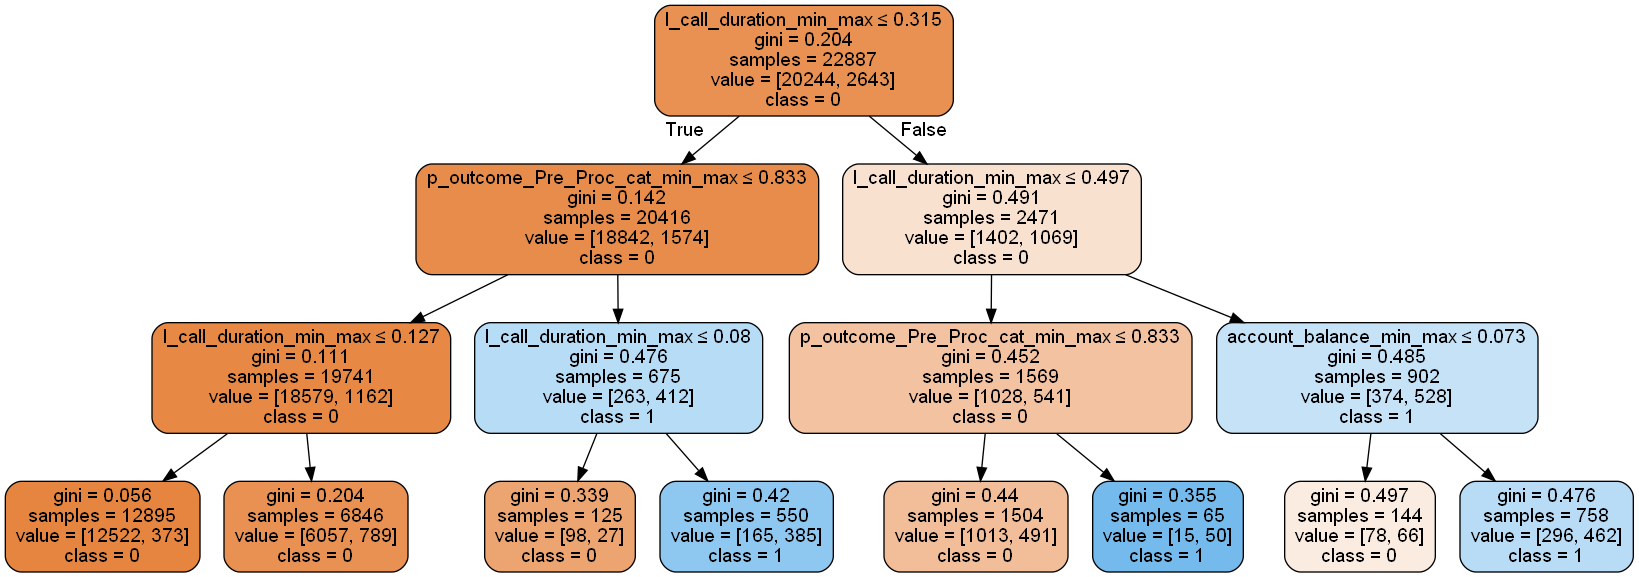 l_call_duration_min_max ≤ 0.315
gini = 0.204
samples = 22887
value = [20244, 2643]
class = 0
True
False
p_outcome_Pre_Proc_cat_min_max ≤ 0.833
gini = 0.142
samples = 20416
value = [18842, 1574]
class = 0
l_call_duration_min_max ≤ 0.497
gini = 0.491
samples = 2471
value = [1402, 1069]
class = 0
l_call_duration_min_max ≤ 0.127
gini = 0.111
samples = 19741
value = [18579, 1162]
class = 0
l_call_duration_min_max ≤ 0.08
gini = 0.476
samples = 675
value = [263, 412]
class = 1
p_outcome_Pre_Proc_cat_min_max ≤ 0.833
gini = 0.452
samples = 1569
value = [1028, 541]
class = 0
account_balance_min_max ≤ 0.073
gini = 0.485
samples = 902
value = [374, 528]
class = 1
gini = 0.056
samples = 12895
value = [12522, 373]
class = 0
gini = 0.204
samples = 6846
value = [6057, 789]
class = 0
gini = 0.339
samples = 125
value = [98, 27]
class = 0
gini = 0.42
samples = 550
value = [165, 385]
class = 1
gini = 0.44
samples = 1504
value = [1013, 491]
class = 0
gini = 0.355
samples = 65
value = [15, 50]
class = 1
gini = 0.497
samples = 144
value = [78, 66]
class = 0
gini = 0.476
samples = 758
value = [296, 462]
class = 1